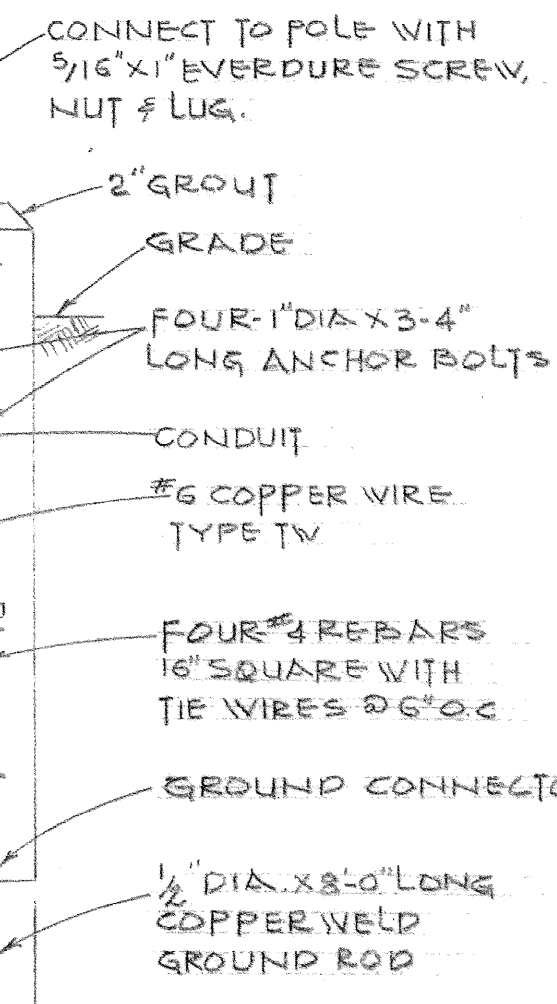 CONNECT TO POLE WITH
5/16"X1" EVERDURE SCREW,
NUT & LUG.
2" GROUT
GRADE
FOUR-1"DIA X 3-4"
LONG ANCHOR BOLTS
CONDUIT
#6 COPPER WIRE
TYPE TW
FOUR-#4 REBARS
16" SQUARE WITH
TIE WIRES @ 6" O.C
GROUND CONNECTO
1/2" DIA. X 8'-0" LONG
COPPERWELD
GROUND ROD